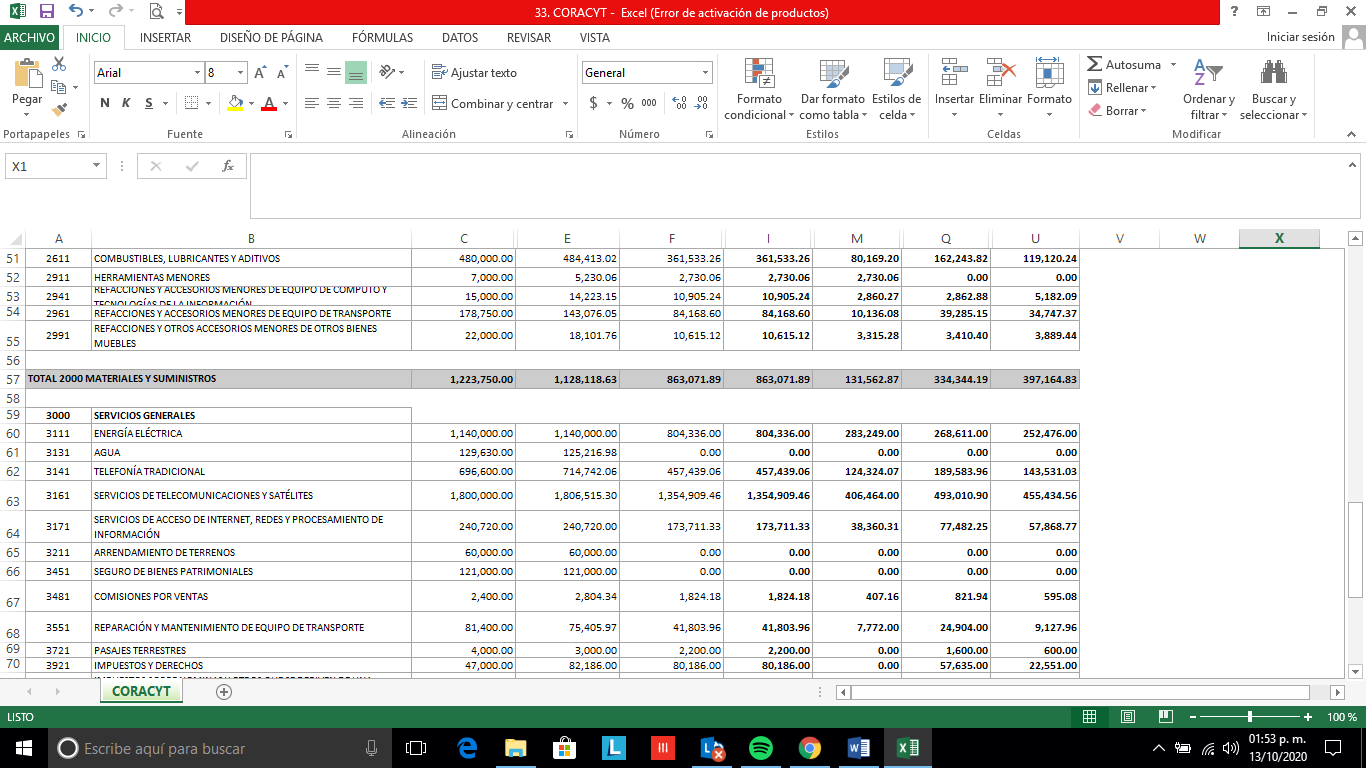 33. CORACYT - Excel (Error de activación de productos)
ARCHIVO INICIO INSERTAR DISEÑO DE PÁGINA FÓRMULAS DATOS REVISAR VISTA Iniciar sesión
Pegar
Portapapeles
Arial 8
N K S
Fuente
Ajustar texto
Combinar y centrar
Alineación
General
$ % 000
Número
Formato condicional
Dar formato como tabla
Estilos de celda
Estilos
Insertar Eliminar Formato
Celdas
Autosuma
Rellenar
Borrar
Ordenar y filtrar
Buscar y seleccionar
Modificar
X1 fx
A B C E F I M Q U V W X
51 2611 COMBUSTIBLES, LUBRICANTES Y ADITIVOS 480,000.00 484,413.02 361,533.26 361,533.26 80,169.20 162,243.82 119,120.24
52 2911 HERRAMIENTAS MENORES 7,000.00 5,230.06 2,730.06 2,730.06 2,730.06 0.00 0.00
53 2941 REFACCIONES Y ACCESORIOS MENORES DE EQUIPO DE COMPUTO Y TECNOLOGÍAS DE LA INFORMACIÓN 15,000.00 14,223.15 10,905.24 10,905.24 2,860.27 2,862.88 5,182.09
54 2961 REFACCIONES Y ACCESORIOS MENORES DE EQUIPO DE TRANSPORTE 178,750.00 143,076.05 84,168.60 84,168.60 10,136.08 39,285.15 34,747.37
55 2991 REFACCIONES Y OTROS ACCESORIOS MENORES DE OTROS BIENES MUEBLES 22,000.00 18,101.76 10,615.12 10,615.12 3,315.28 3,410.40 3,889.44
56
57 TOTAL 2000 MATERIALES Y SUMINISTROS 1,223,750.00 1,128,118.63 863,071.89 863,071.89 131,562.87 334,344.19 397,164.83
58
59 3000 SERVICIOS GENERALES
60 3111 ENERGÍA ELÉCTRICA 1,140,000.00 1,140,000.00 804,336.00 804,336.00 283,249.00 268,611.00 252,476.00
61 3131 AGUA 129,630.00 125,216.98 0.00 0.00 0.00 0.00 0.00
62 3141 TELEFONÍA TRADICIONAL 696,600.00 714,742.06 457,439.06 457,439.06 124,324.07 189,583.96 143,531.03
63 3161 SERVICIOS DE TELECOMUNICACIONES Y SATÉLITES 1,800,000.00 1,806,515.30 1,354,909.46 1,354,909.46 406,464.00 493,010.90 455,434.56
64 3171 SERVICIOS DE ACCESO DE INTERNET, REDES Y PROCESAMIENTO DE INFORMACIÓN 240,720.00 240,720.00 173,711.33 173,711.33 38,360.31 77,482.25 57,868.77
65 3211 ARRENDAMIENTO DE TERRENOS 60,000.00 60,000.00 0.00 0.00 0.00 0.00 0.00
66 3451 SEGURO DE BIENES PATRIMONIALES 121,000.00 121,000.00 0.00 0.00 0.00 0.00 0.00
67 3481 COMISIONES POR VENTAS 2,400.00 2,804.34 1,824.18 1,824.18 407.16 821.94 595.08
68 3551 REPARACIÓN Y MANTENIMIENTO DE EQUIPO DE TRANSPORTE 81,400.00 75,405.97 41,803.96 41,803.96 7,772.00 24,904.00 9,127.96
69 3721 PASAJES TERRESTRES 4,000.00 3,000.00 2,200.00 2,200.00 0.00 1,600.00 600.00
70 3921 IMPUESTOS Y DERECHOS 47,000.00 82,186.00 80,186.00 80,186.00 0.00 57,635.00 22,551.00
CORACYT
LISTO 100 %
Escribe aquí para buscar
01:53 p. m.
13/10/2020